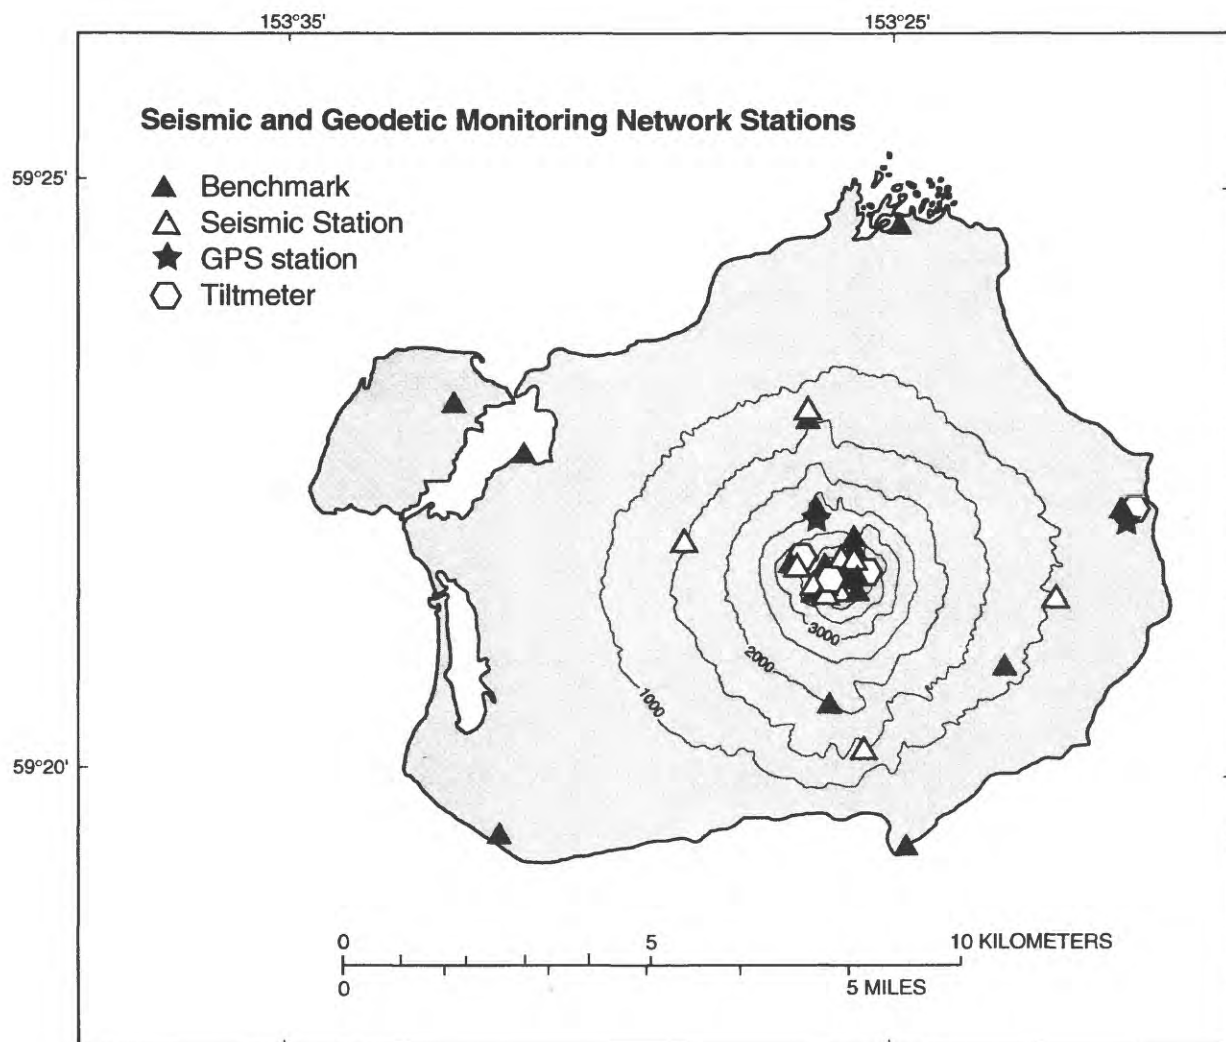 153°35' 153°25'
Seismic and Geodetic Monitoring Network Stations
59°25'
Benchmark
Seismic Station
GPS station
Tiltmeter
3000
2000
1000
59°20'
0 5 10 KILOMETERS
0 5 MILES